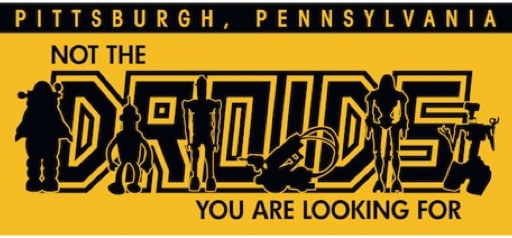 PITTSBURGH, PENNSYLVANIA
NOT THE
DROIDS
YOU ARE LOOKING FOR